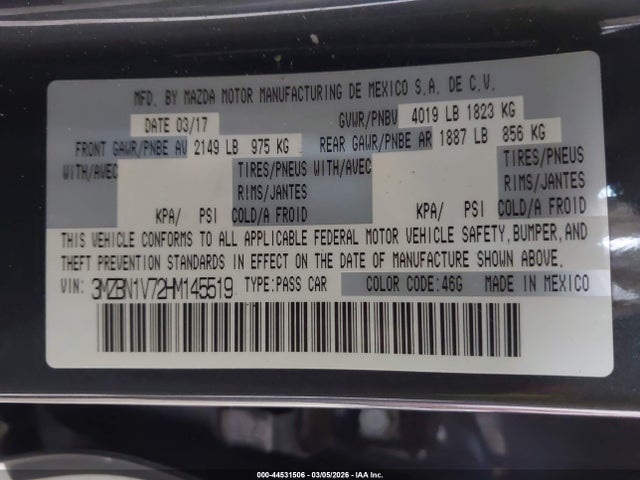 MFD. BY MAZDA MOTOR MANUFACTURING DE MEXICO S.A. DE C.V.
DATE 03/17 GVWR/PNBV 4019 LB 1823 KG
FRONT GAWR/PNBE AV 2149 LB 975 KG REAR GAWR/PNBE AR 1887 LB 856 KG
WITH/AVEC TIRES/PNEUS WITH/AVEC TIRES/PNEUS
RIMS/JANTES RIMS/JANTES
KPA/ PSI COLD/A FROID KPA/ PSI COLD/A FROID
THIS VEHICLE CONFORMS TO ALL APPLICABLE FEDERAL MOTOR VEHICLE SAFETY, BUMPER, AND
THEFT PREVENTION STANDARDS IN EFFECT ON THE DATE OF MANUFACTURE SHOWN ABOVE.
VIN: 3MZBN1V72HM145519 TYPE:PASS CAR COLOR CODE:46G MADE IN MEXICO
000-44531506 - 03/05/2026 - IAA Inc.